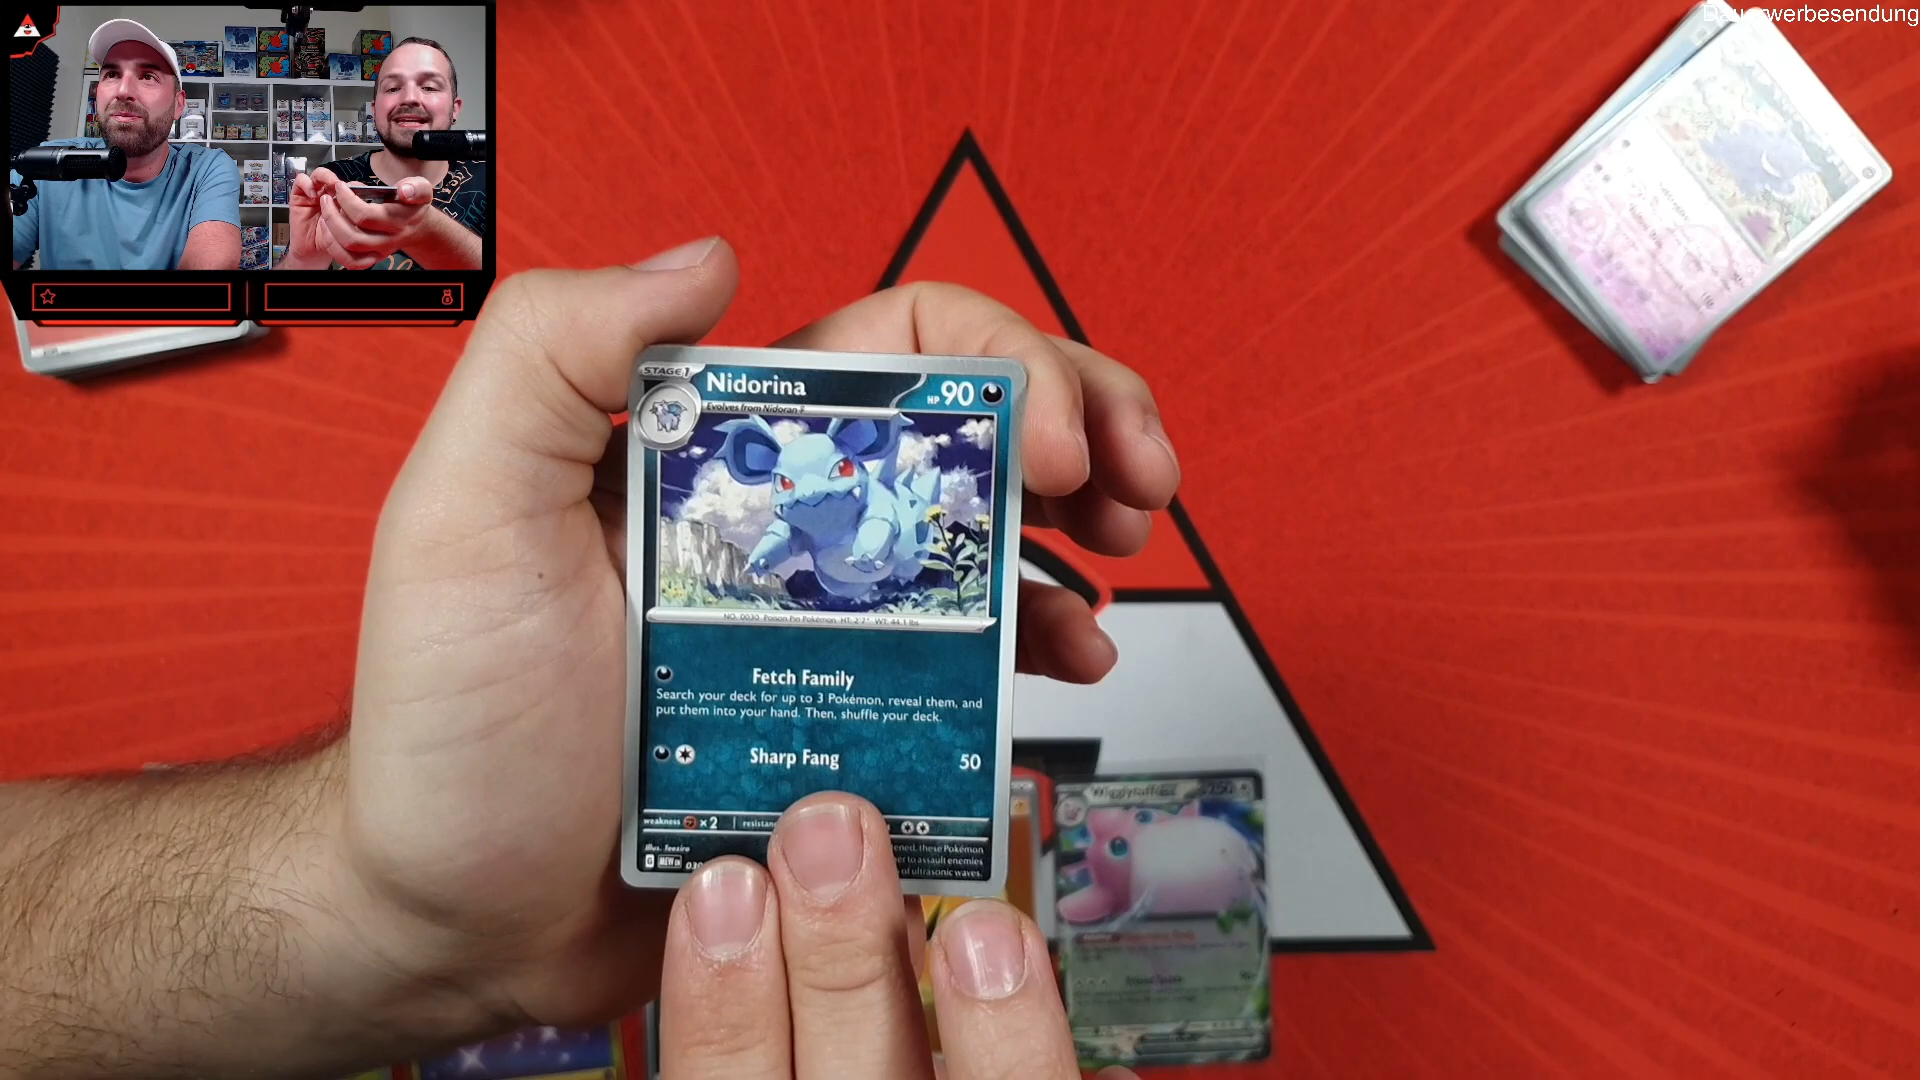 Dauerwerbesendung
STAGE 1
Nidorina
HP 90
Evolves from Nidoran ♀
NO. 0030 Poison Pin Pokémon HT: 2'7" WT: 44.1 lbs
Fetch Family
Search your deck for up to 3 Pokémon, reveal them, and
put them into your hand. Then, shuffle your deck.
Sharp Fang 50
weakness ×2 resistan
Illus. Teeziro
ened, these Pokémon
er to assault enemies
of ultrasonic waves.
G MEW EN 030